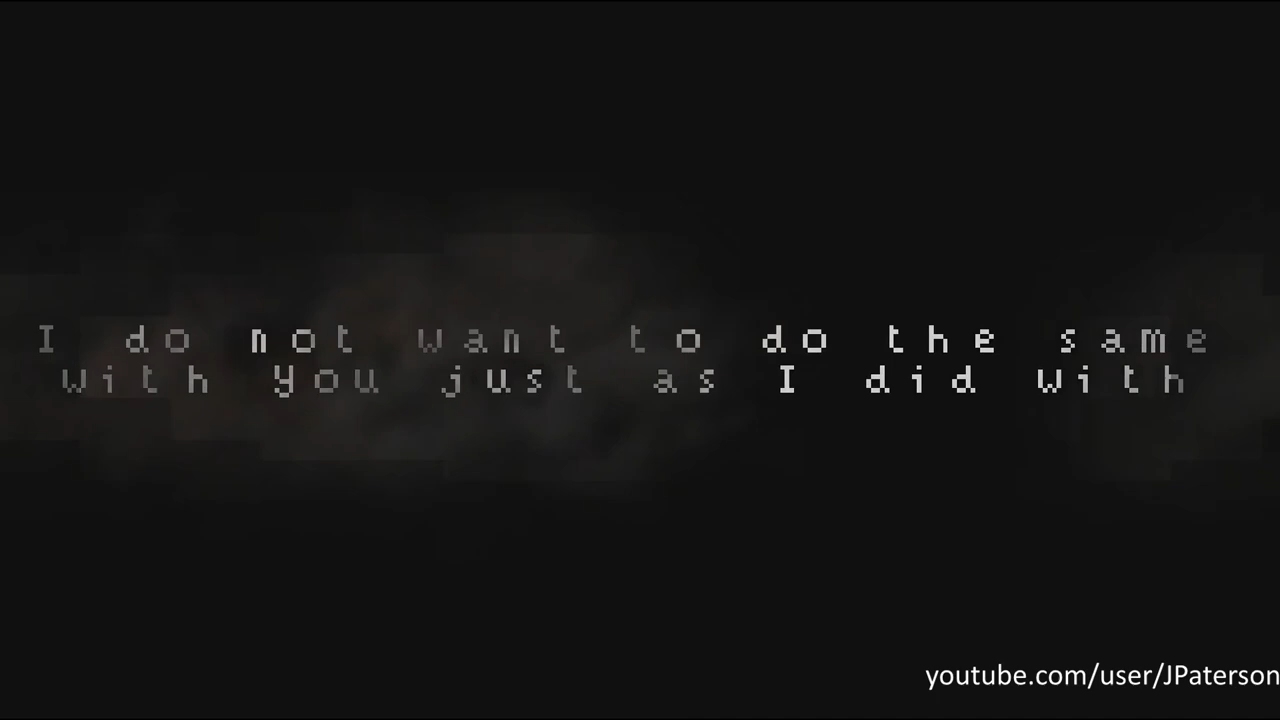 I do not want to do the same
with you just as I did with
youtube.com/user/JPaterson